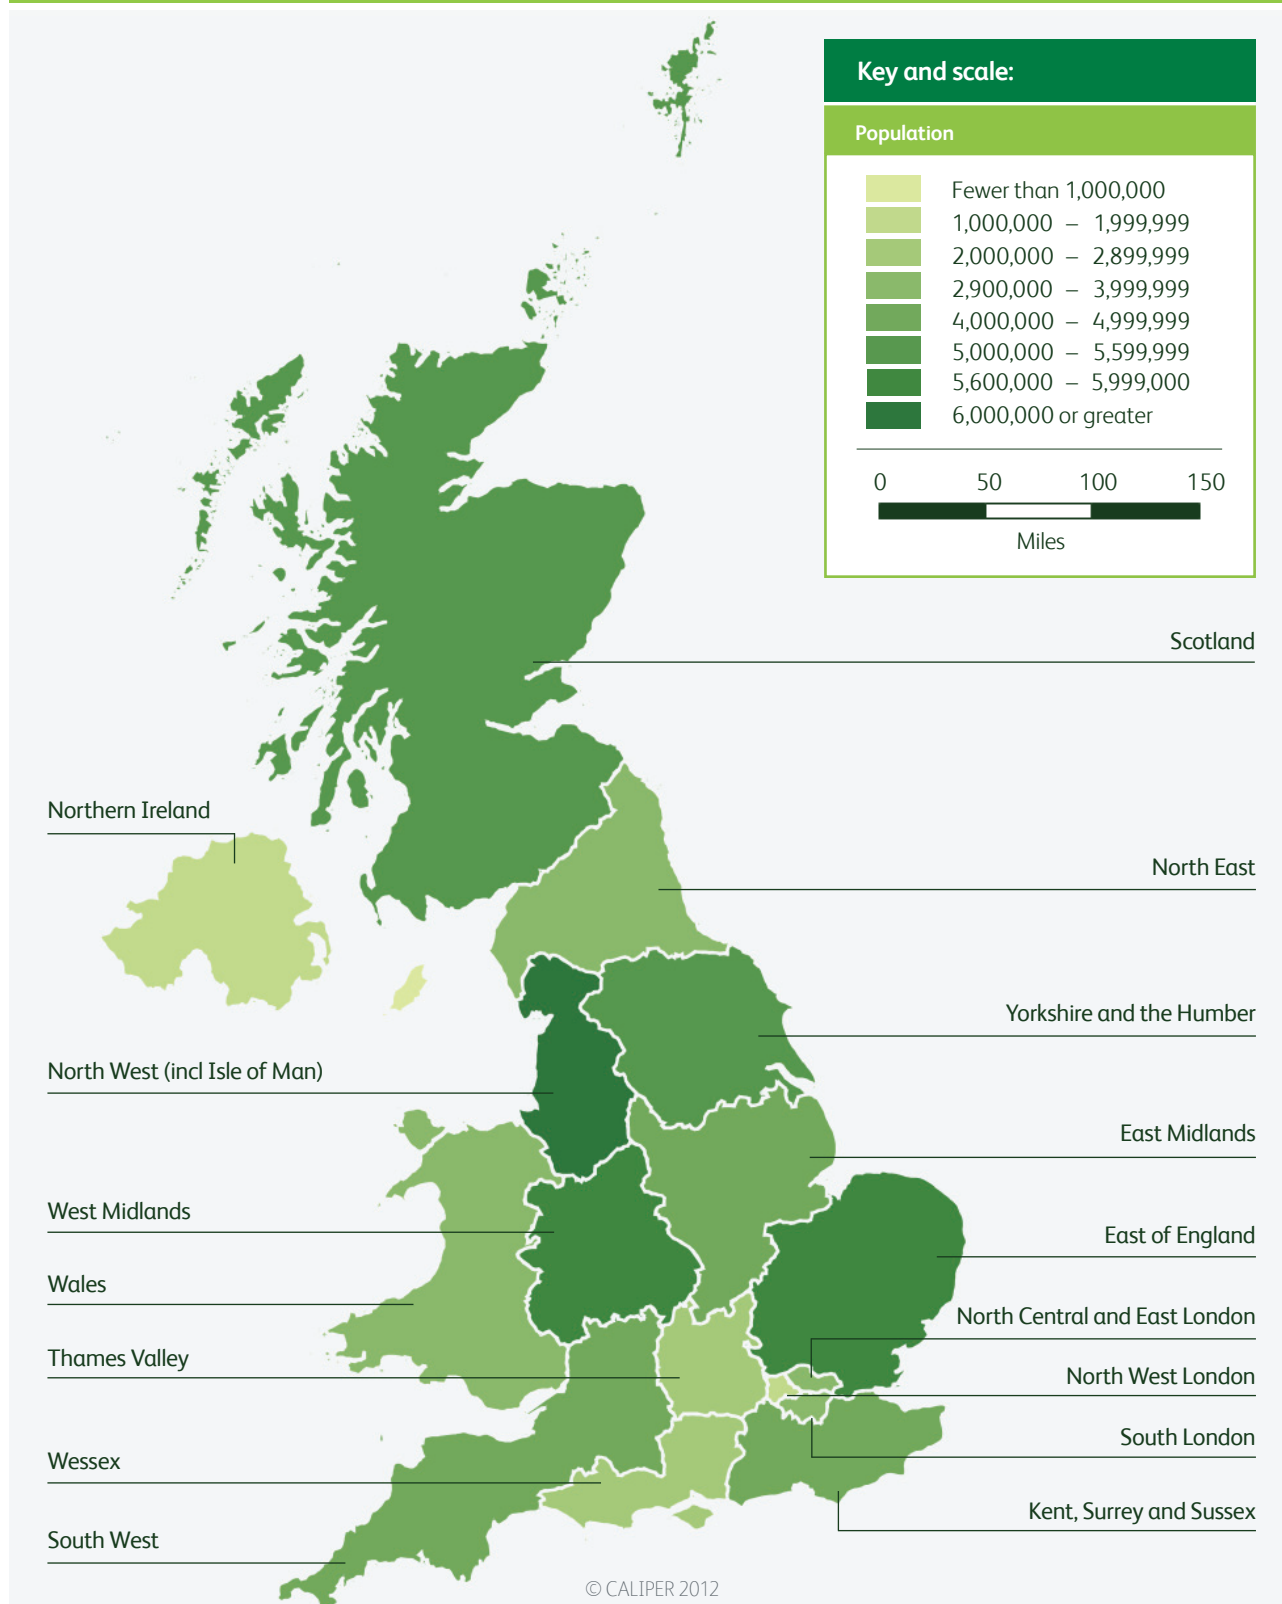 Key and scale:
Population
Fewer than 1,000,000
1,000,000 – 1,999,999
2,000,000 – 2,899,999
2,900,000 – 3,999,999
4,000,000 – 4,999,999
5,000,000 – 5,599,999
5,600,000 – 5,999,000
6,000,000 or greater
0 50 100 150
Miles
Scotland
Northern Ireland
North East
Yorkshire and the Humber
North West (incl Isle of Man)
East Midlands
West Midlands
East of England
Wales
North Central and East London
Thames Valley
North West London
South London
Wessex
Kent, Surrey and Sussex
South West
© CALIPER 2012